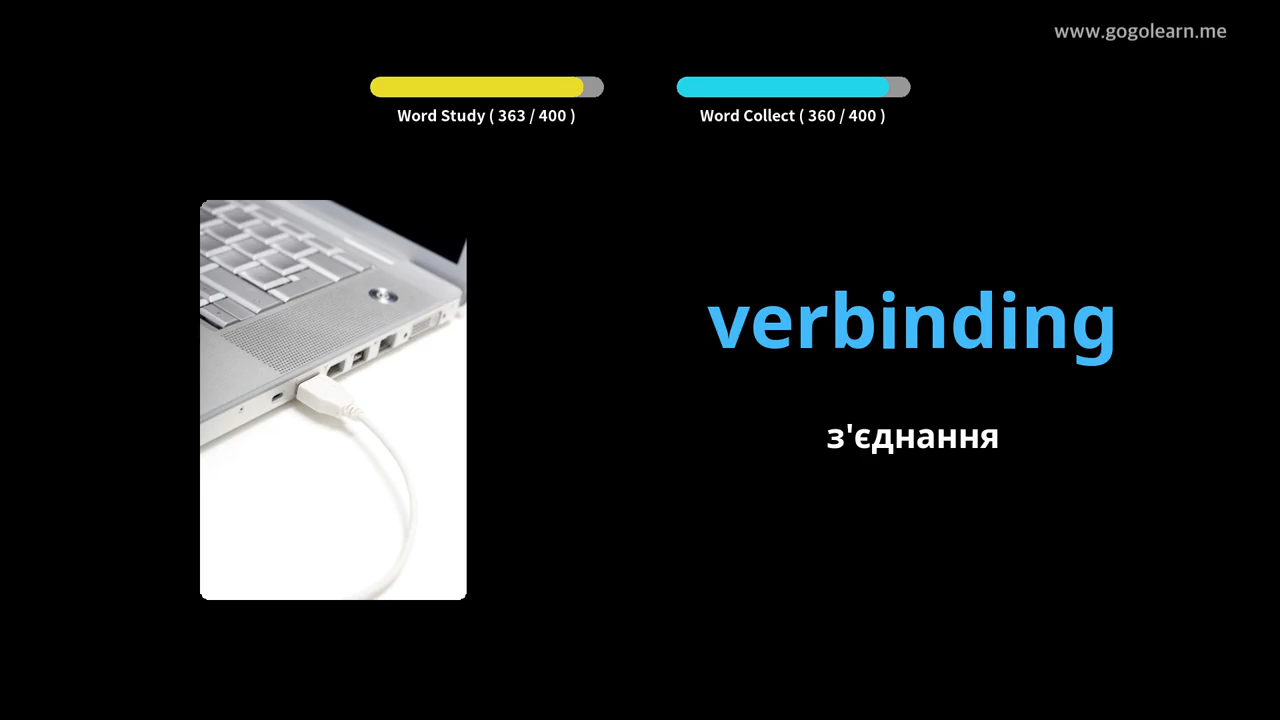 www.gogolearn.me
Word Study ( 363 / 400 )
Word Collect ( 360 / 400 )
verbinding
з'єднання